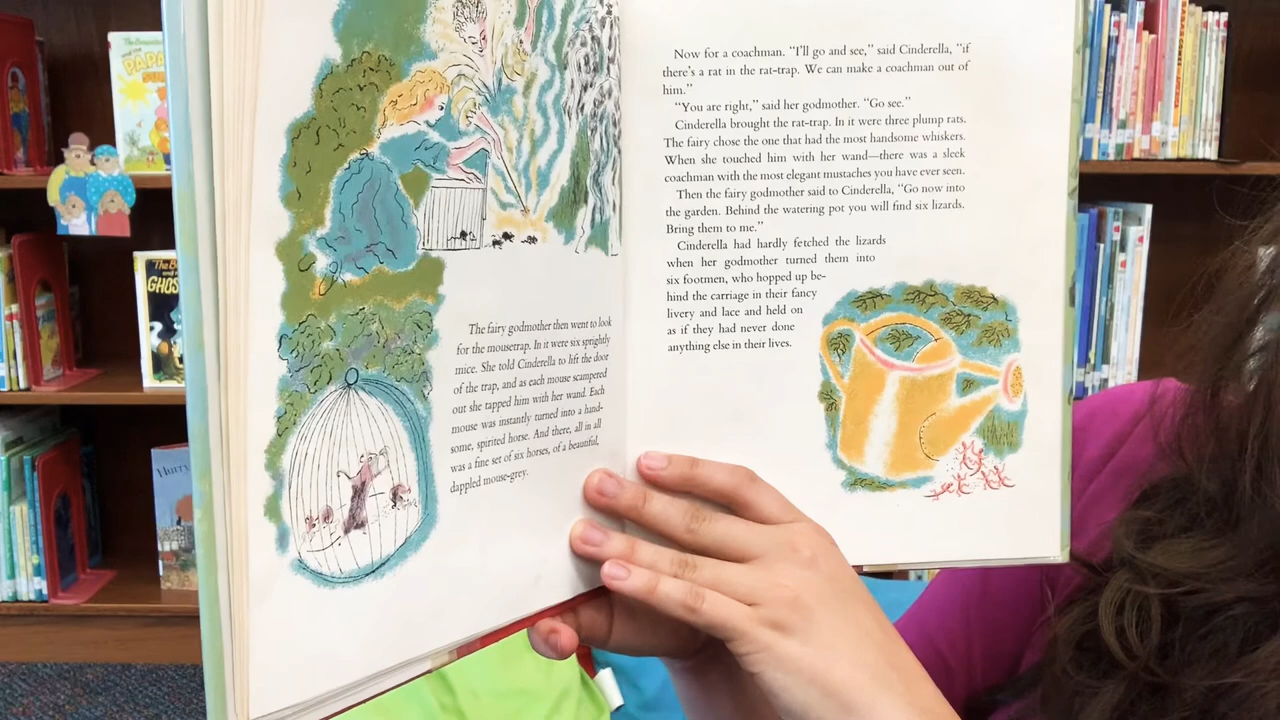 The fairy godmother then went to look
for the mousetrap. In it were six sprightly
mice. She told Cinderella to lift the door
of the trap, and as each mouse scampered
out she tapped him with her wand. Each
mouse was instantly turned into a hand-
some, spirited horse. And there, all in all
was a fine set of six horses, of a beautiful,
dappled mouse-grey.
Now for a coachman. “I’ll go and see,” said Cinderella, “if
there’s a rat in the rat-trap. We can make a coachman out of
him.”
“You are right,” said her godmother. “Go see.”
Cinderella brought the rat-trap. In it were three plump rats.
The fairy chose the one that had the most handsome whiskers.
When she touched him with her wand—there was a sleek
coachman with the most elegant mustaches you have ever seen.
Then the fairy godmother said to Cinderella, “Go now into
the garden. Behind the watering pot you will find six lizards.
Bring them to me.”
Cinderella had hardly fetched the lizards
when her godmother turned them into
six footmen, who hopped up be-
hind the carriage in their fancy
livery and lace and held on
as if they had never done
anything else in their lives.
PAPA
GHOS
Hurry